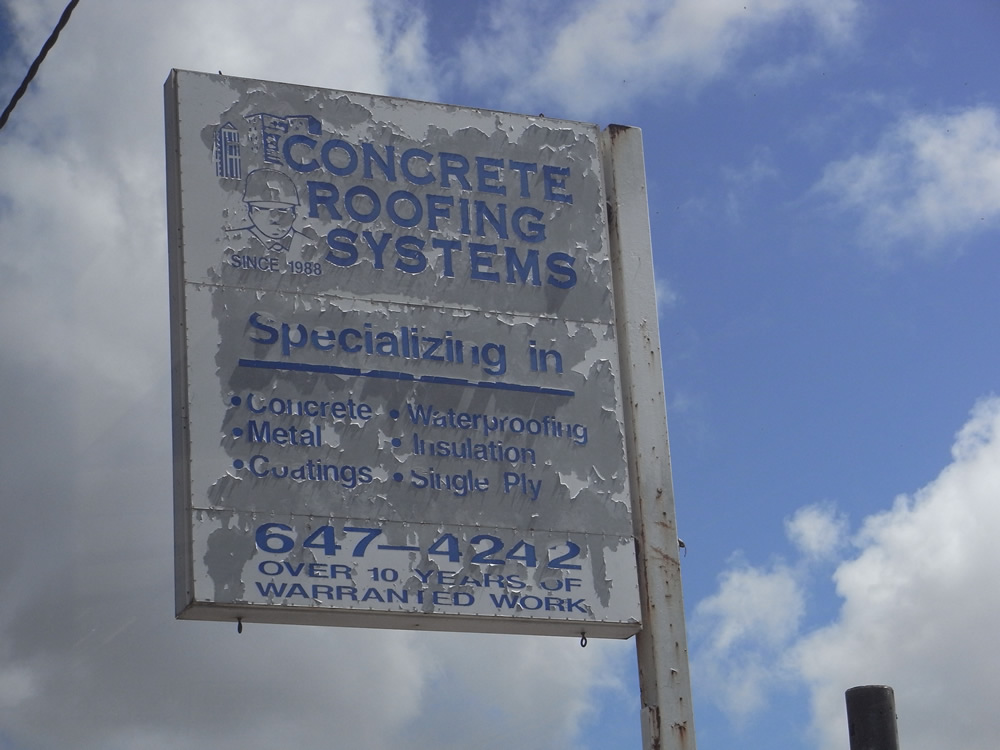 CONCRETE
ROOFING
SYSTEMS
SINCE 1988
Specializing in
• Concrete • Waterproofing
• Metal • Insulation
• Coatings • Single Ply
647-4242
OVER 10 YEARS OF
WARRANTED WORK